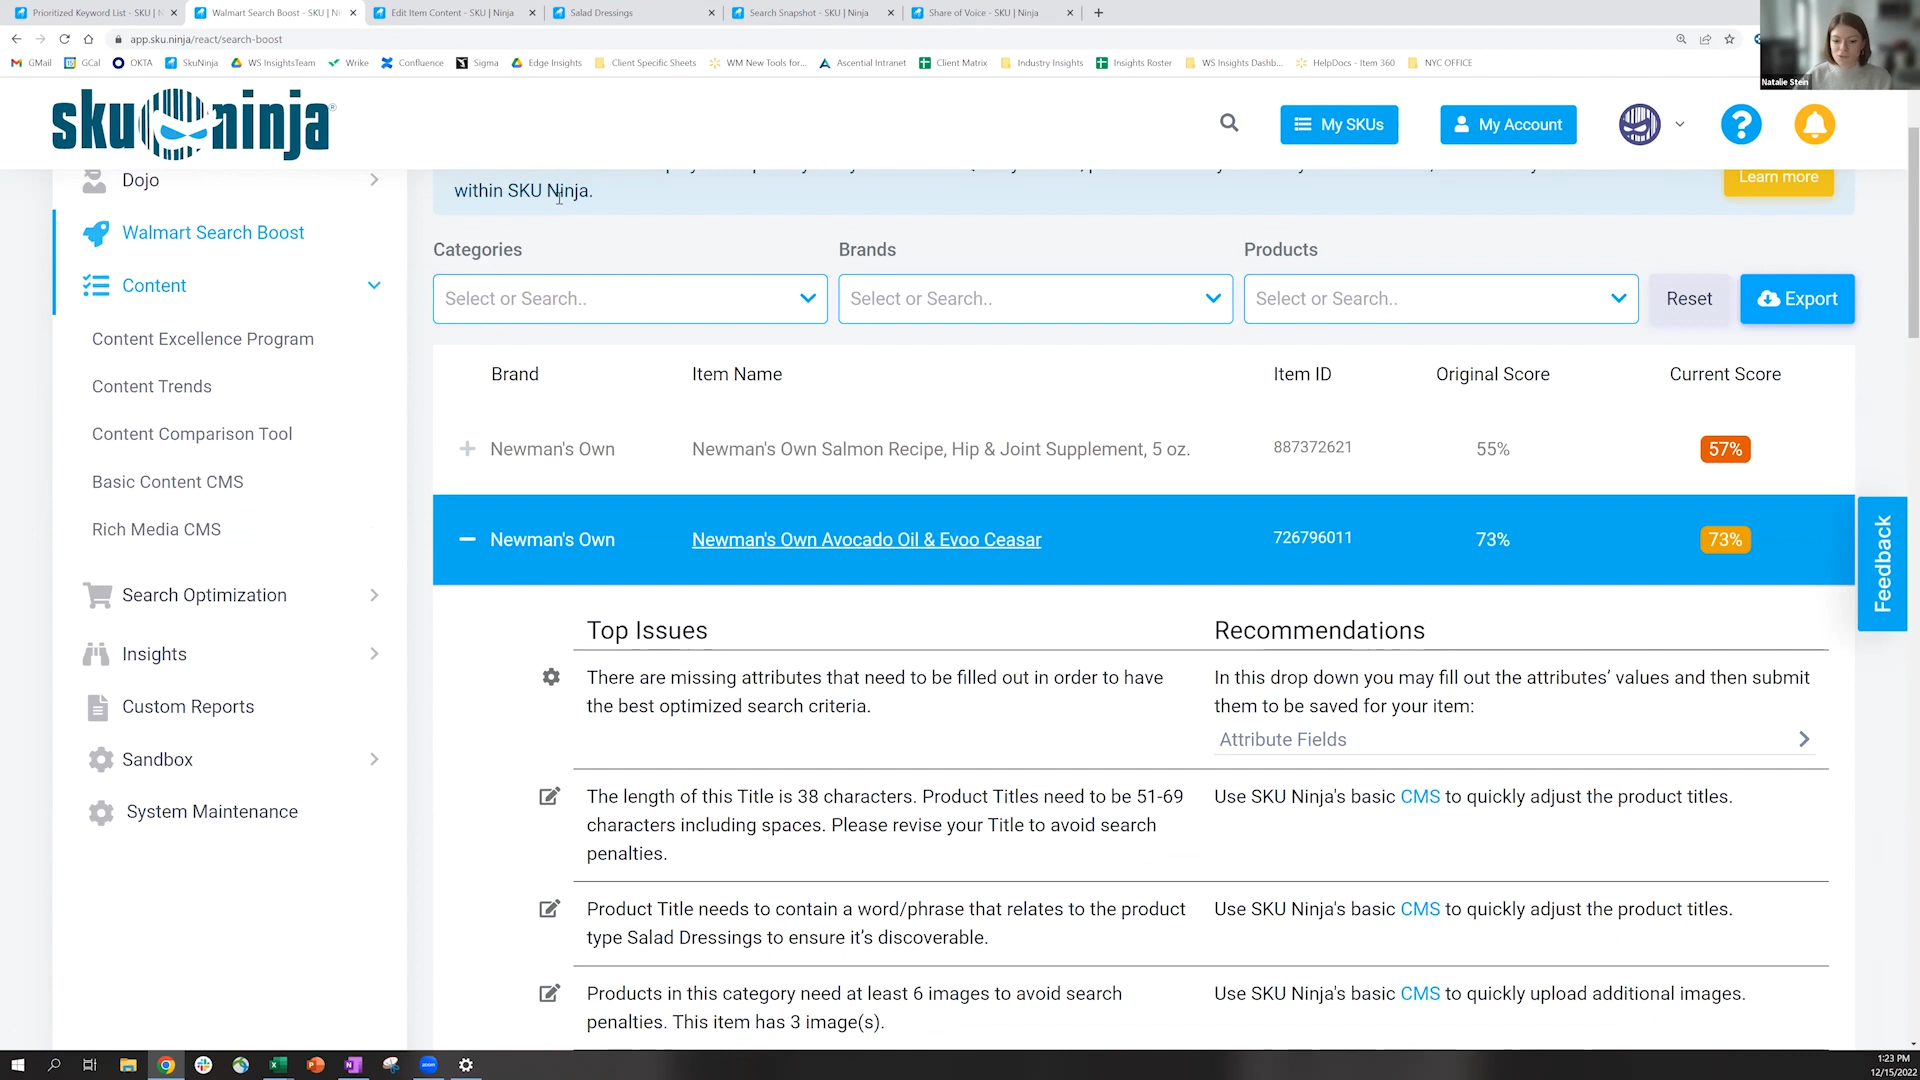 Prioritized Keyword List - SKU | N
Walmart Search Boost - SKU | Ni
Edit Item Content - SKU | Ninja
Salad Dressings
Search Snapshot - SKU | Ninja
Share of Voice - SKU | Ninja
app.sku.ninja/react/search-boost
GMail
GCal
OKTA
SkuNinja
WS InsightsTeam
Wrike
Confluence
Sigma
Edge Insights
Client Specific Sheets
WM New Tools for...
Ascential Intranet
Client Matrix
Industry Insights
Insights Roster
WS Insights Dashb...
HelpDocs - Item 360
NYC OFFICE
Natalie Stein
sku ninja®
My SKUs
My Account
?
Dojo
Walmart Search Boost
Content
Content Excellence Program
Content Trends
Content Comparison Tool
Basic Content CMS
Rich Media CMS
Search Optimization
Insights
Custom Reports
Sandbox
System Maintenance
within SKU Ninja.
Learn more
Categories Brands Products
Select or Search.. Select or Search.. Select or Search.. Reset Export
Brand Item Name Item ID Original Score Current Score
Newman's Own Newman's Own Salmon Recipe, Hip & Joint Supplement, 5 oz. 887372621 55% 57%
Newman's Own Newman's Own Avocado Oil & Evoo Ceasar 726796011 73% 73%
Top Issues Recommendations
There are missing attributes that need to be filled out in order to have
the best optimized search criteria.
In this drop down you may fill out the attributes’ values and then submit
them to be saved for your item:
Attribute Fields
The length of this Title is 38 characters. Product Titles need to be 51-69
characters including spaces. Please revise your Title to avoid search
penalties.
Use SKU Ninja's basic CMS to quickly adjust the product titles.
Product Title needs to contain a word/phrase that relates to the product
type Salad Dressings to ensure it’s discoverable.
Use SKU Ninja's basic CMS to quickly adjust the product titles.
Products in this category need at least 6 images to avoid search
penalties. This item has 3 image(s).
Use SKU Ninja's basic CMS to quickly upload additional images.
Feedback
zoom
1:23 PM
12/15/2022